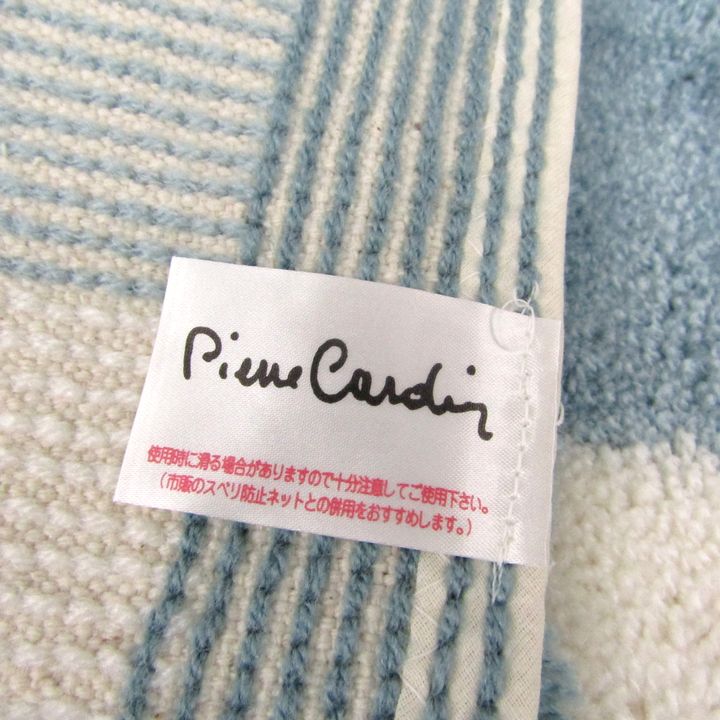 Pierre Cardin
使用時に滑る場合がありますので十分注意してご使用下さい。
（市販のスベリ防止ネットとの併用をおすすめします。）